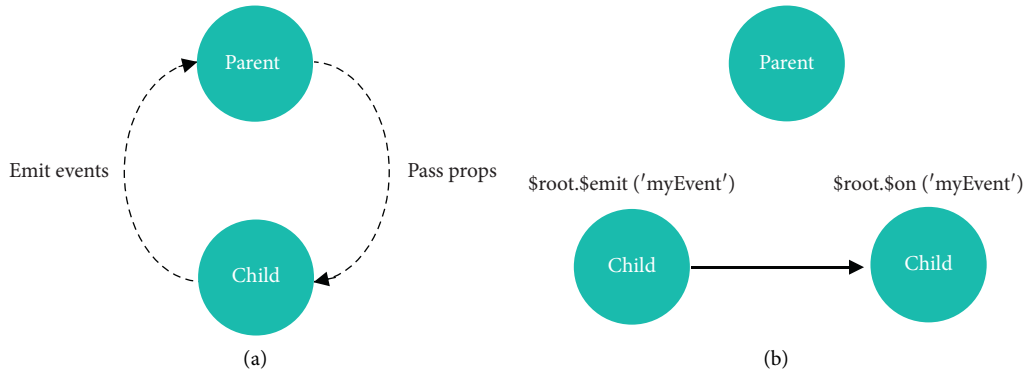 Parent
Emit events
Pass props
Child
(a)
Parent
$root.$emit (′myEvent′)
$root.$on (′myEvent′)
Child
Child
(b)